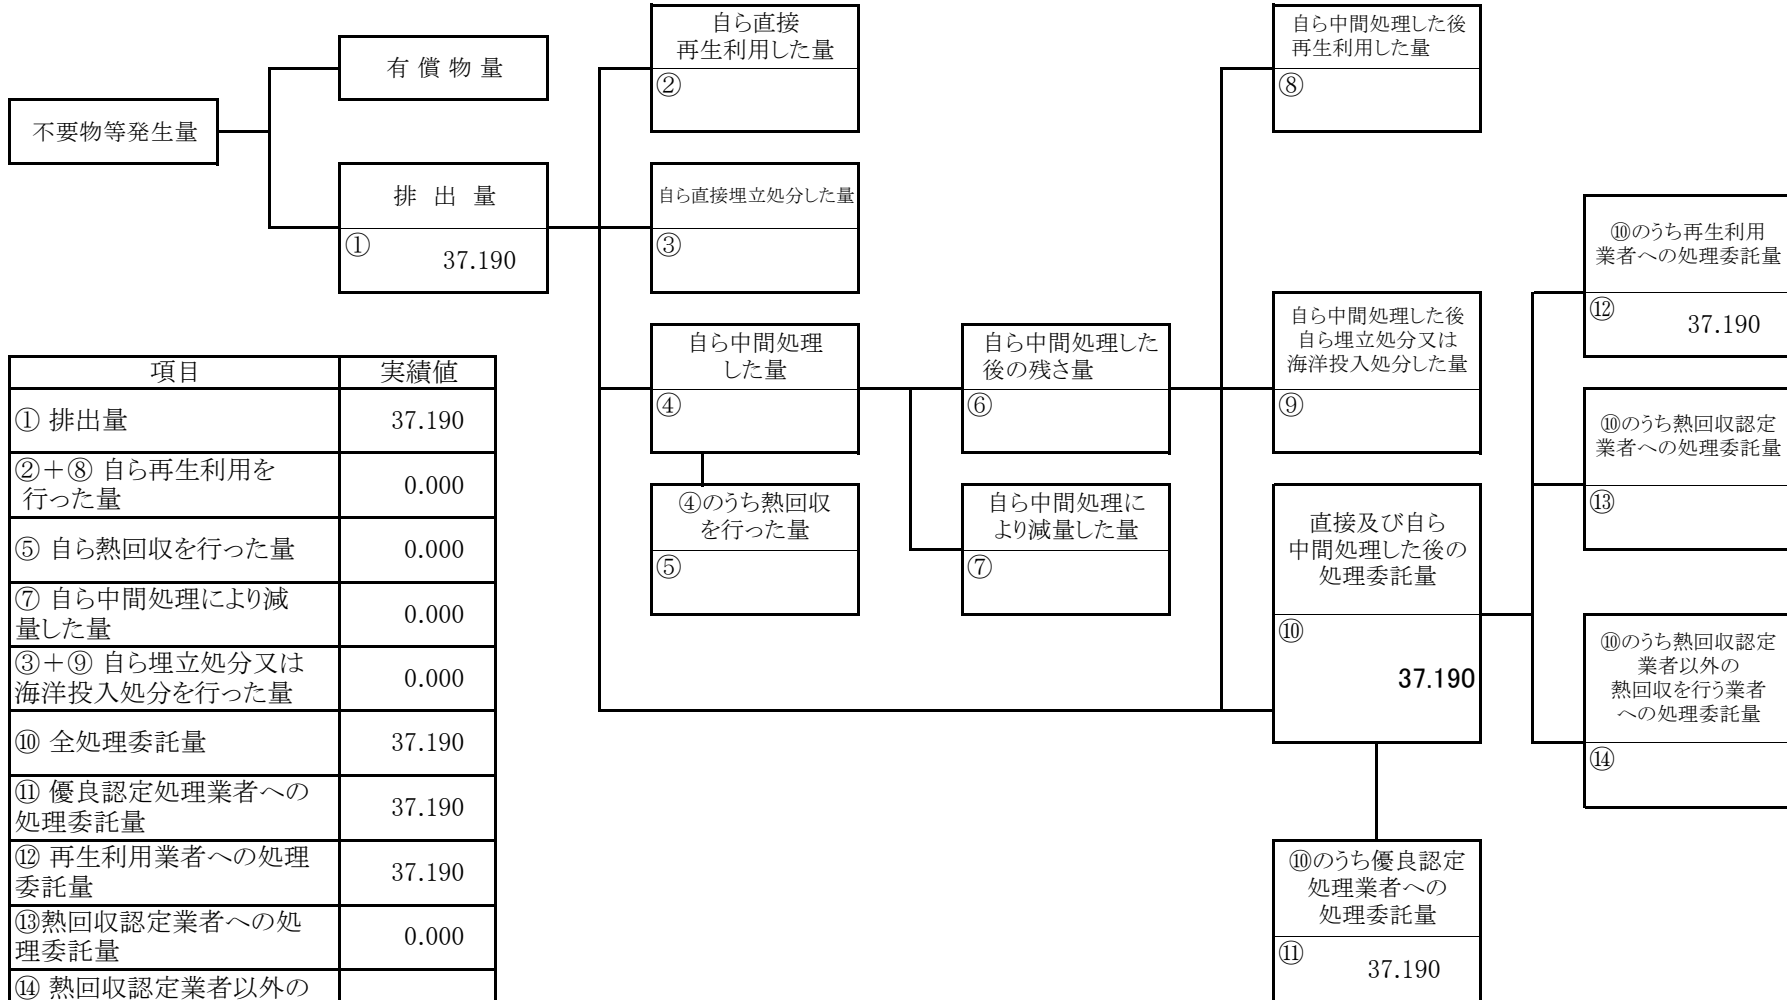 不要物等発生量
有 償 物 量
排 出 量
① 37.190
自ら直接
再生利用した量
②
自ら直接埋立処分した量
③
自ら中間処理
した量
④
④のうち熱回収
を行った量
⑤
自ら中間処理した
後の残さ量
⑥
自ら中間処理に
より減量した量
⑦
自ら中間処理した後
再生利用した量
⑧
自ら中間処理した後
自ら埋立処分又は
海洋投入処分した量
⑨
直接及び自ら
中間処理した後の
処理委託量
⑩
37.190
⑩のうち優良認定
処理業者への
処理委託量
⑪ 37.190
⑩のうち再生利用
業者への処理委託量
⑫ 37.190
⑩のうち熱回収認定
業者への処理委託量
⑬
⑩のうち熱回収認定
業者以外の
熱回収を行う業者
への処理委託量
⑭
項目 実績値
① 排出量 37.190
②＋⑧ 自ら再生利用を
行った量 0.000
⑤ 自ら熱回収を行った量 0.000
⑦ 自ら中間処理により減
量した量 0.000
③＋⑨ 自ら埋立処分又は
海洋投入処分を行った量 0.000
⑩ 全処理委託量 37.190
⑪ 優良認定処理業者への
処理委託量 37.190
⑫ 再生利用業者への処理
委託量 37.190
⑬熱回収認定業者への処
理委託量 0.000
⑭ 熱回収認定業者以外の